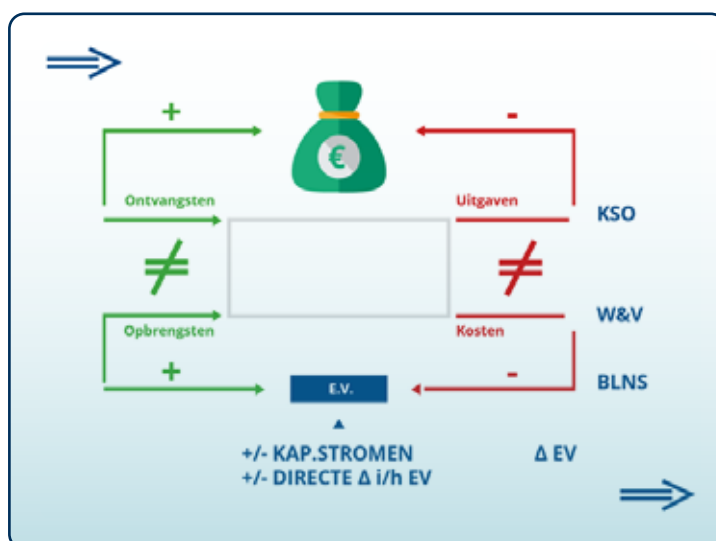 +
-
€
Ontvangsten
Uitgaven
KSO
≠
≠
W&V
Opbrengsten
Kosten
+
-
BLNS
E.V.
+/- KAP.STROMEN
Δ EV
+/- DIRECTE Δ i/h EV